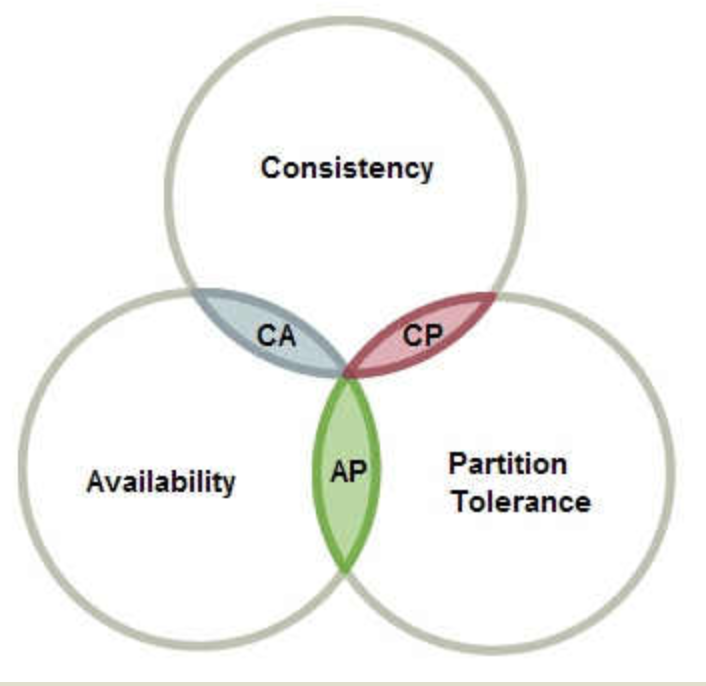 Consistency
CA
CP
Availability
AP
Partition
Tolerance